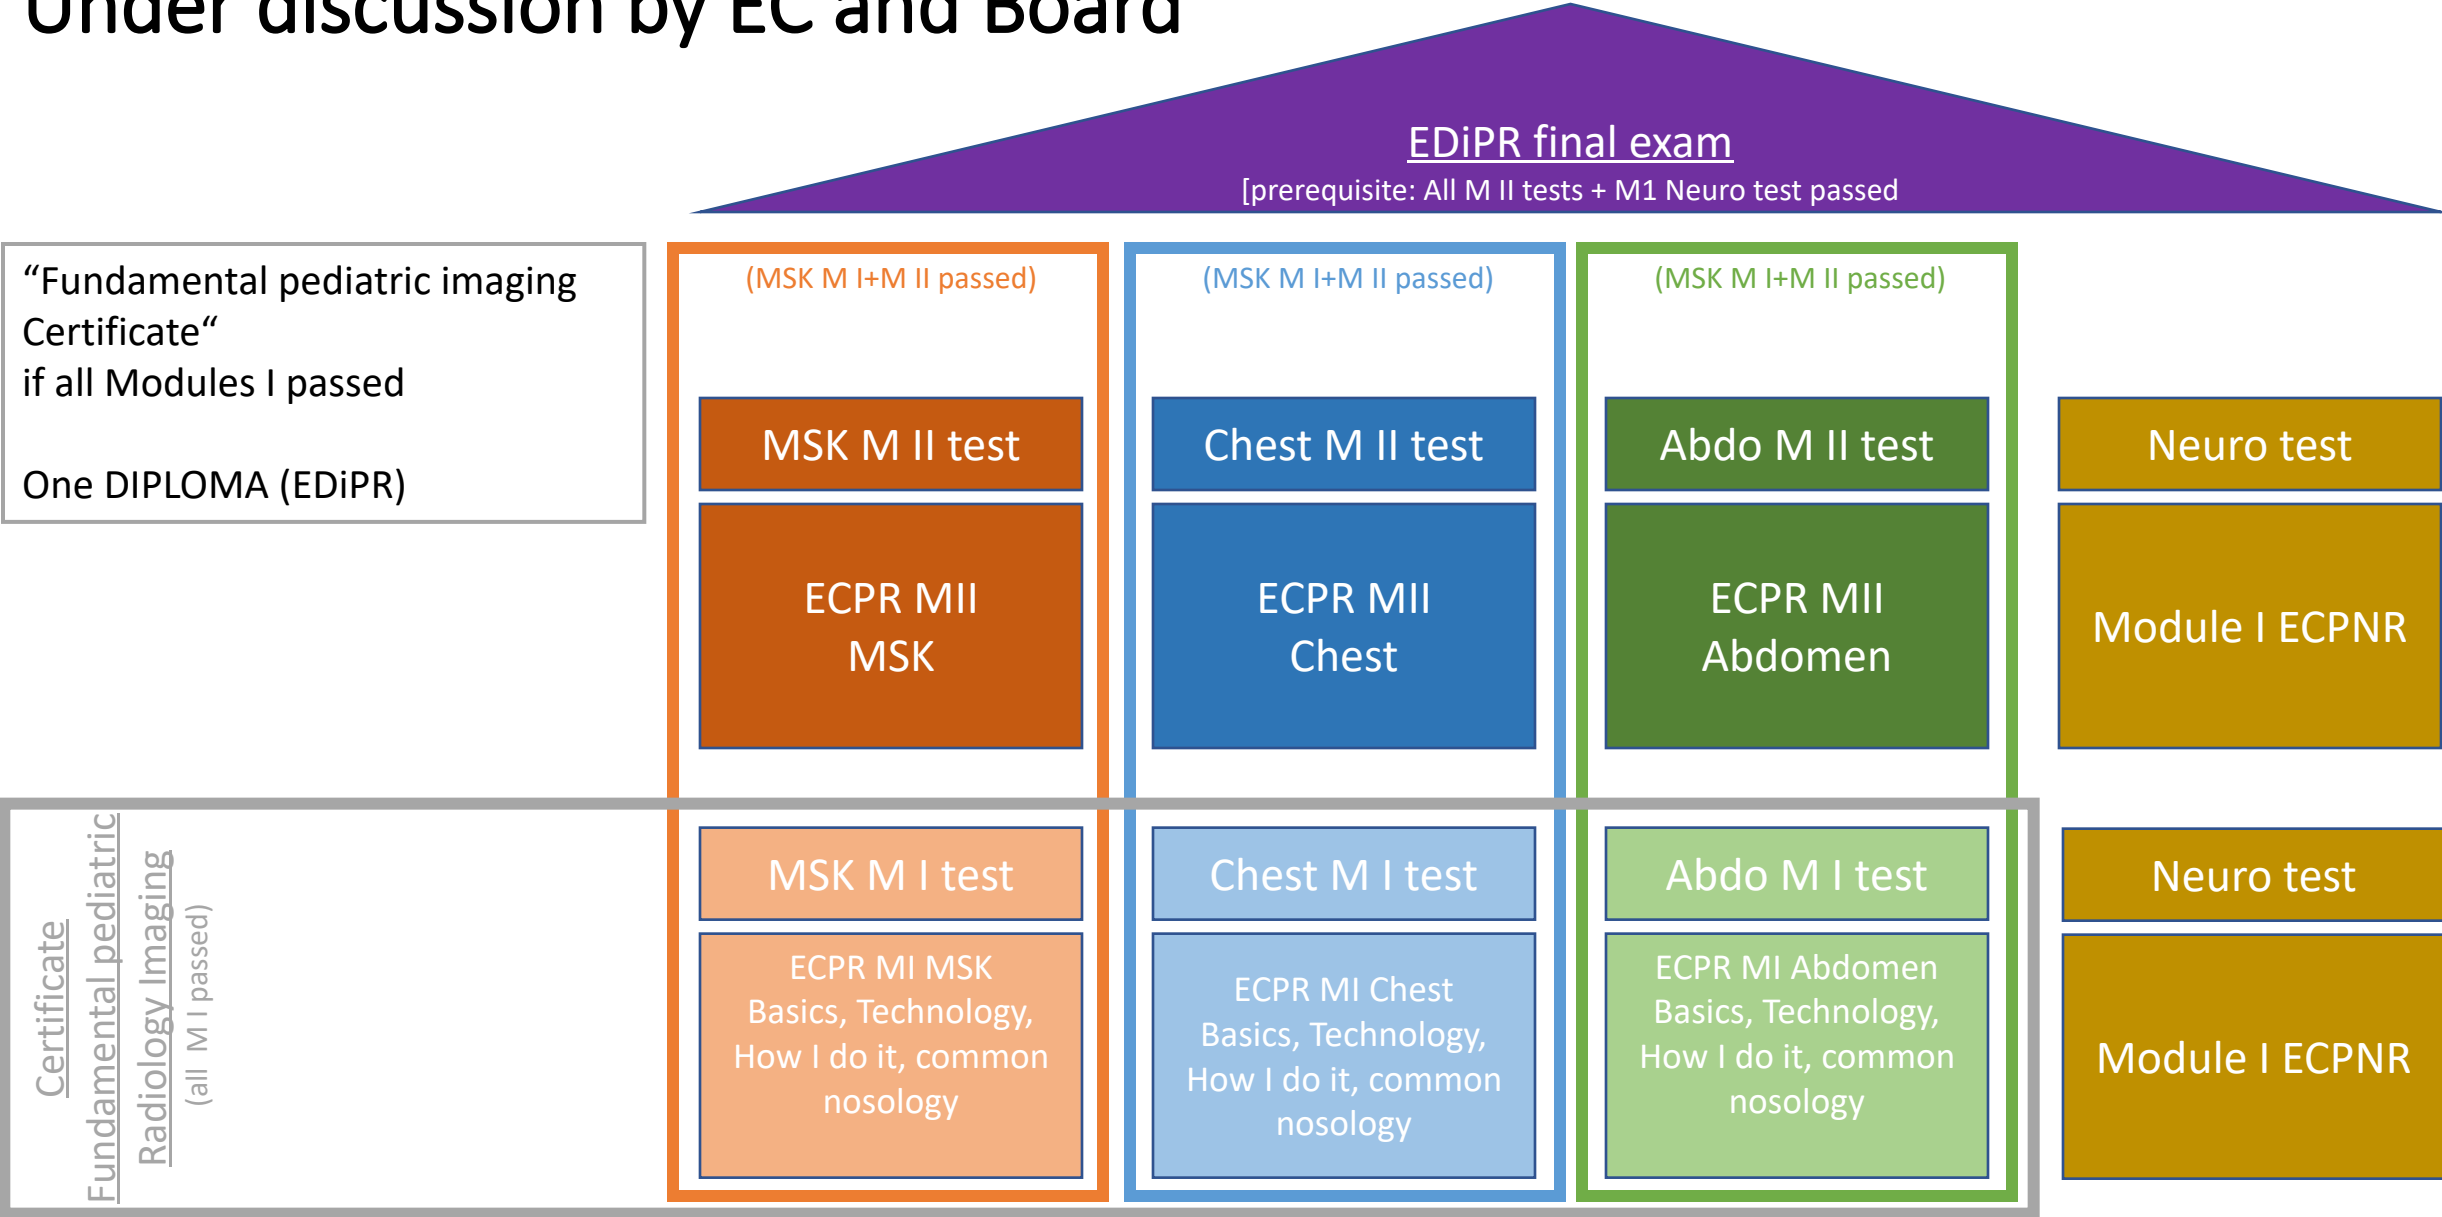 Under discussion by EC and Board
EDiPR final exam
[prerequisite: All M II tests + M1 Neuro test passed
“Fundamental pediatric imaging
Certificate“
if all Modules I passed
One DIPLOMA (EDiPR)
(MSK M I+M II passed)
(MSK M I+M II passed)
(MSK M I+M II passed)
MSK M II test
Chest M II test
Abdo M II test
Neuro test
ECPR MII
MSK
ECPR MII
Chest
ECPR MII
Abdomen
Module I ECPNR
Certificate
Fundamental pediatric
Radiology Imaging
(all M I passed)
MSK M I test
Chest M I test
Abdo M I test
Neuro test
ECPR MI MSK
Basics, Technology,
How I do it, common
nosology
ECPR MI Chest
Basics, Technology,
How I do it, common
nosology
ECPR MI Abdomen
Basics, Technology,
How I do it, common
nosology
Module I ECPNR